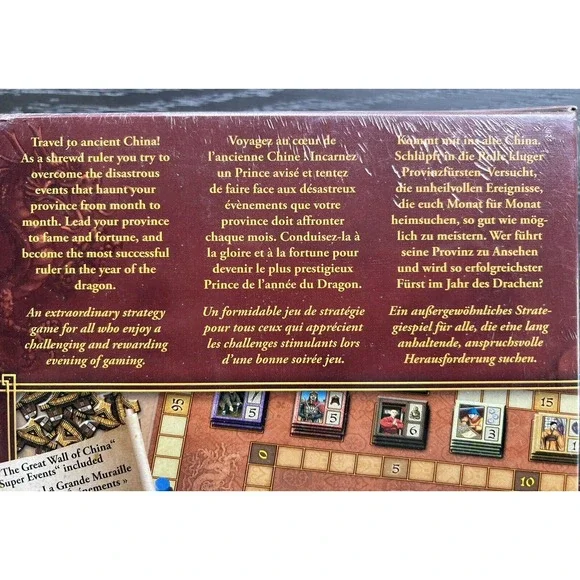 Travel to ancient China!
As a shrewd ruler you try to
overcome the disastrous
events that haunt your
province from month to
month. Lead your province
to fame and fortune, and
become the most successful
ruler in the year of the
dragon.
An extraordinary strategy
game for all who enjoy a
challenging and rewarding
evening of gaming.
Voyagez au cœur de
l'ancienne Chine ! Incarnez
un Prince avisé et tentez
de faire face aux désastreux
évènements que votre
province doit affronter
chaque mois. Conduisez-la à
la gloire et à la fortune pour
devenir le plus prestigieux
Prince de l'année du Dragon.
Un formidable jeu de stratégie
pour tous ceux qui apprécient
les challenges stimulants lors
d'une bonne soirée jeu.
Kommt mit ins alte China.
Schlüpft in die Rolle kluger
Provinzfürsten. Versucht,
die unheilvollen Ereignisse,
die euch Monat für Monat
heimsuchen, so gut wie mög-
lich zu meistern. Wer führt
seine Provinz zu Ansehen
und wird so erfolgreichster
Fürst im Jahr des Drachen?
Ein außergewöhnliches Strate-
giespiel für alle, die eine lang
anhaltende, anspruchsvolle
Herausforderung suchen.
"The Great Wall of China"
Super Events" included
La Grande Muraille
énements »
95
5
5
2
3
1
15
0
5
10